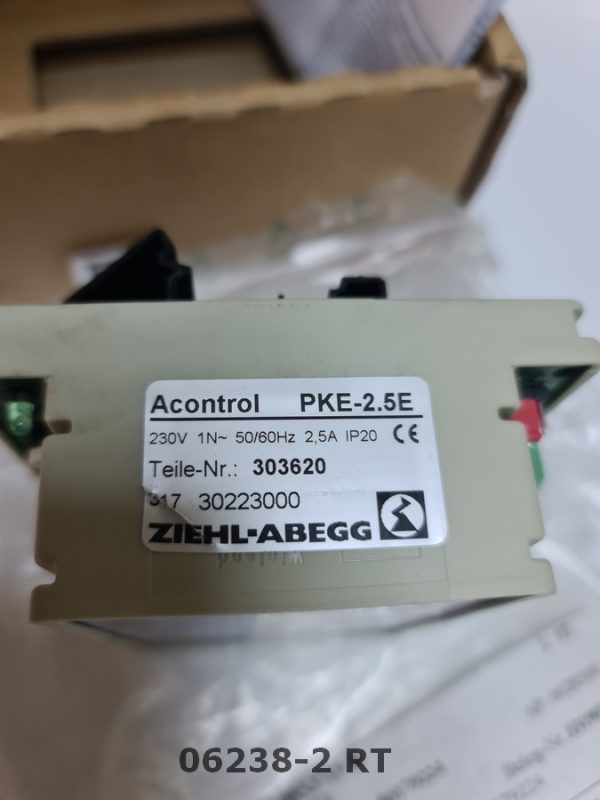 Acontrol PKE-2.5E
230V 1N~ 50/60Hz 2,5A IP20 CE
Teile-Nr.: 303620
317 30223000
ZIEHL-ABEGG
06238-2 RT